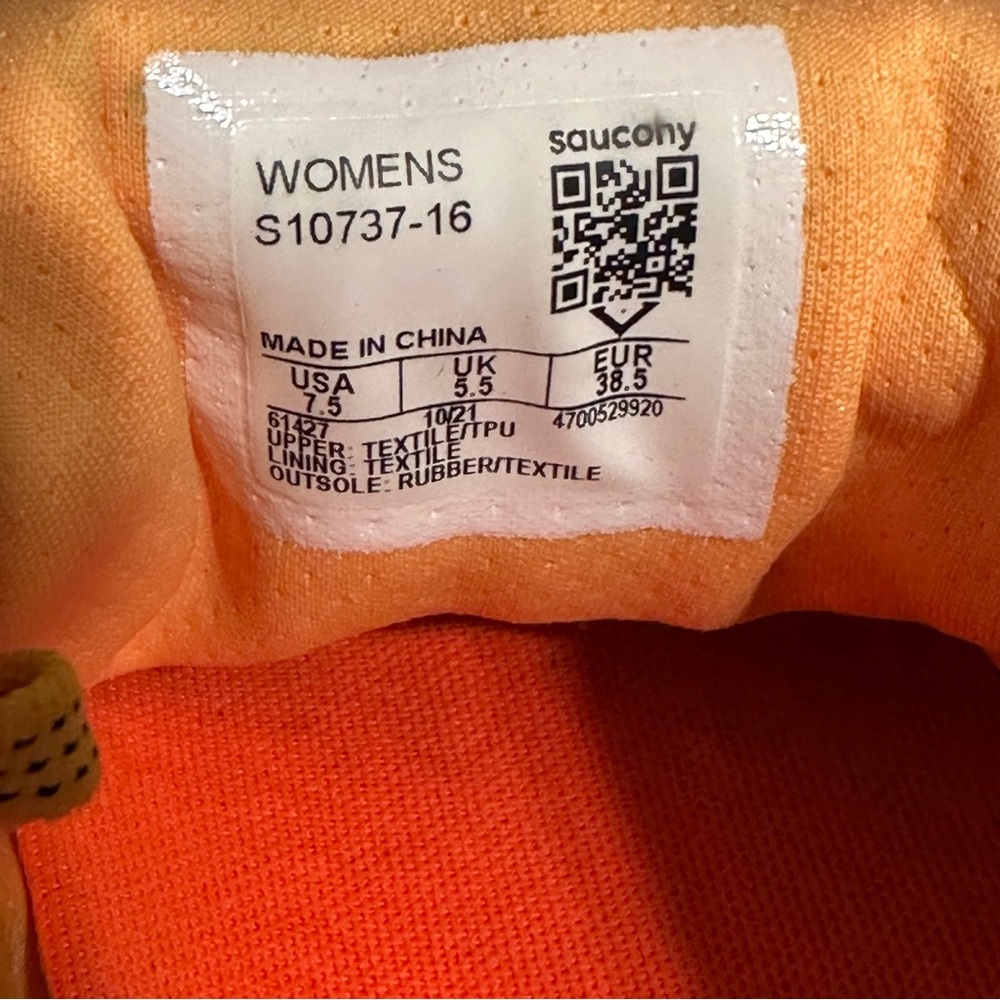 saucony
WOMENS
S10737-16
MADE IN CHINA
USA UK EUR
7.5 5.5 38.5
61427 10/21 4700529920
UPPER: TEXTILE/TPU
LINING: TEXTILE
OUTSOLE: RUBBER/TEXTILE